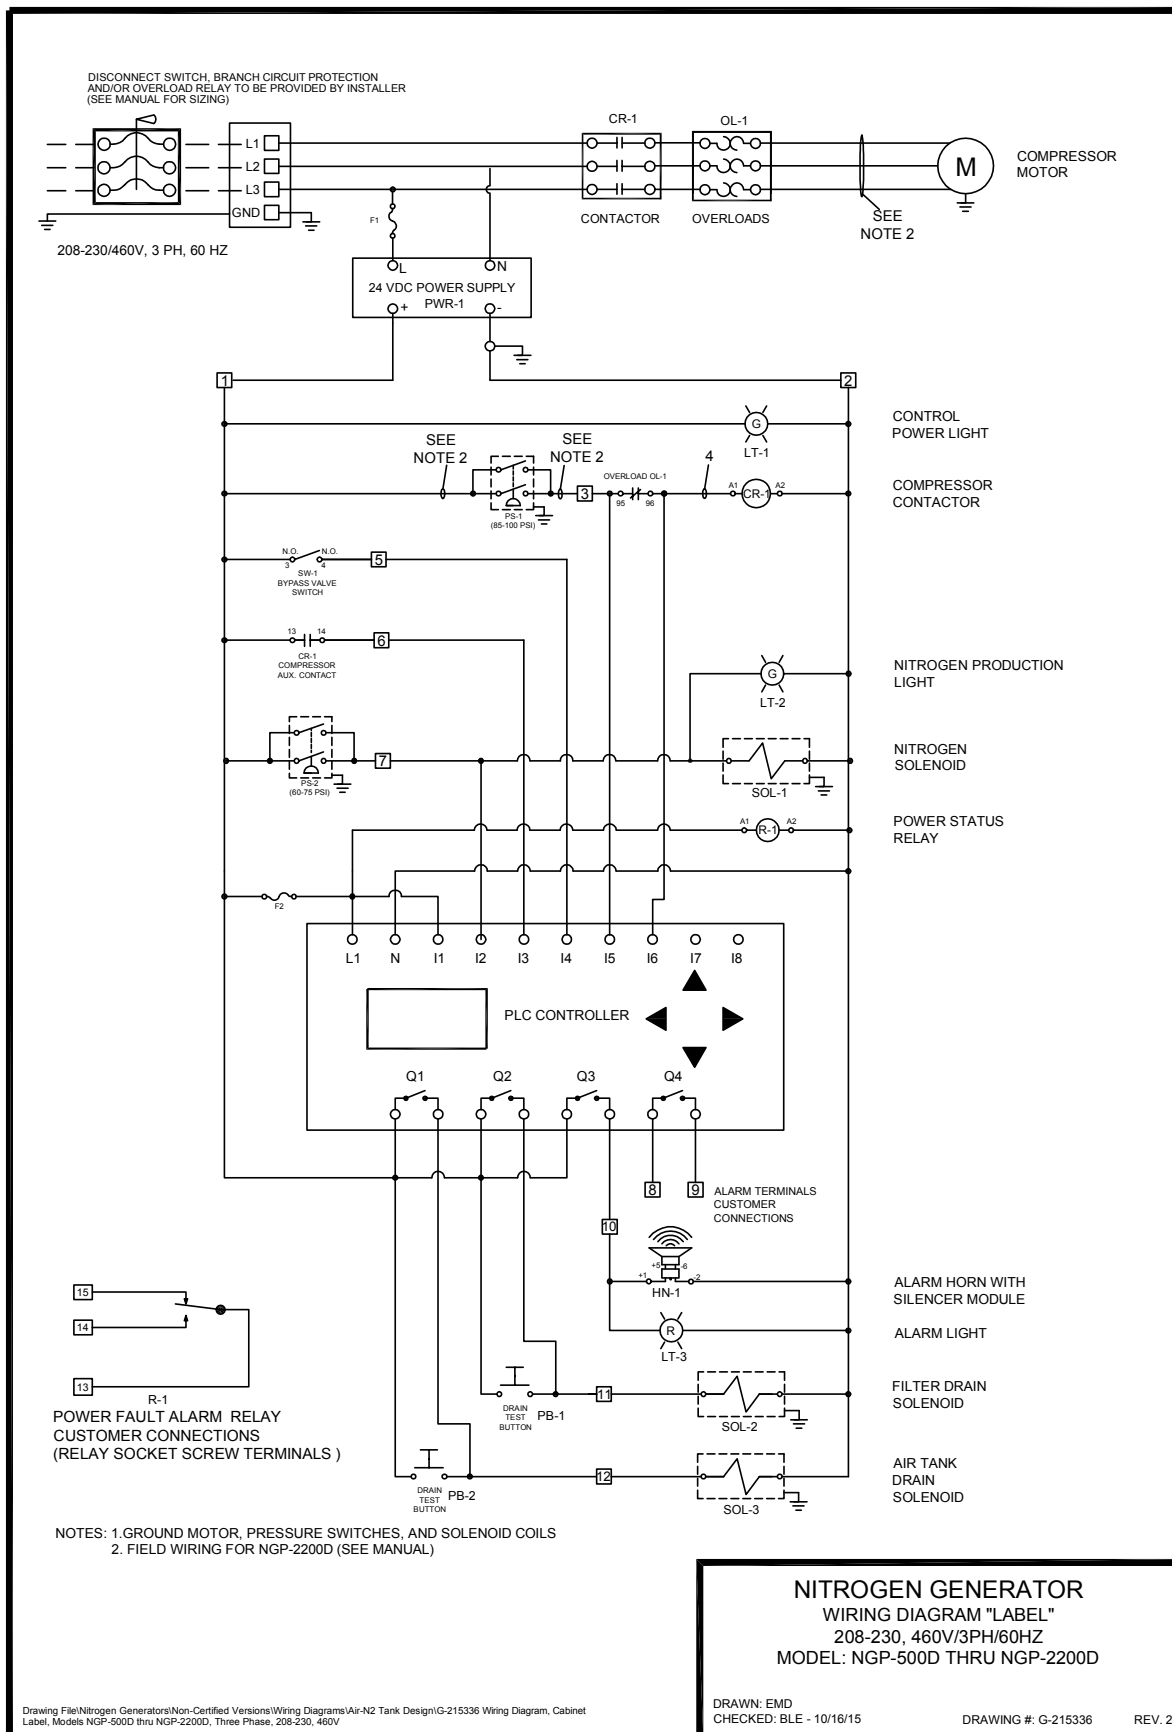 DISCONNECT SWITCH, BRANCH CIRCUIT PROTECTION
AND/OR OVERLOAD RELAY TO BE PROVIDED BY INSTALLER
(SEE MANUAL FOR SIZING)
CR-1
OL-1
L1
L2
L3
GND
M
COMPRESSOR
MOTOR
CONTACTOR
OVERLOADS
SEE
NOTE 2
F1
208-230/460V, 3 PH, 60 HZ
L
N
24 VDC POWER SUPPLY
PWR-1
+
-
1
2
G
LT-1
CONTROL
POWER LIGHT
SEE
NOTE 2
SEE
NOTE 2
PS-1
(85-100 PSI)
3
OVERLOAD OL-1
95
96
4
A1
CR-1
A2
COMPRESSOR
CONTACTOR
N.O.
N.O.
3
4
SW-1
BYPASS VALVE
SWITCH
5
13
14
CR-1
COMPRESSOR
AUX. CONTACT
6
G
LT-2
NITROGEN PRODUCTION
LIGHT
PS-2
(60-75 PSI)
7
SOL-1
NITROGEN
SOLENOID
A1
R-1
A2
POWER STATUS
RELAY
F2
L1
N
I1
I2
I3
I4
I5
I6
I7
I8
PLC CONTROLLER
Q1
Q2
Q3
Q4
8
9
ALARM TERMINALS
CUSTOMER
CONNECTIONS
10
+5
-6
+1
-2
HN-1
ALARM HORN WITH
SILENCER MODULE
R
LT-3
ALARM LIGHT
15
14
13
R-1
POWER FAULT ALARM RELAY
CUSTOMER CONNECTIONS
(RELAY SOCKET SCREW TERMINALS )
DRAIN
TEST
BUTTON
PB-1
11
SOL-2
FILTER DRAIN
SOLENOID
DRAIN
TEST
BUTTON
PB-2
12
SOL-3
AIR TANK
DRAIN
SOLENOID
NOTES: 1.GROUND MOTOR, PRESSURE SWITCHES, AND SOLENOID COILS
2. FIELD WIRING FOR NGP-2200D (SEE MANUAL)
NITROGEN GENERATOR
WIRING DIAGRAM "LABEL"
208-230, 460V/3PH/60HZ
MODEL: NGP-500D THRU NGP-2200D
DRAWN: EMD
CHECKED: BLE - 10/16/15
DRAWING #: G-215336
REV. 2
Drawing File\Nitrogen Generators\Non-Certified Versions\Wiring Diagrams\Air-N2 Tank Design\G-215336 Wiring Diagram, Cabinet
Label, Models NGP-500D thru NGP-2200D, Three Phase, 208-230, 460V